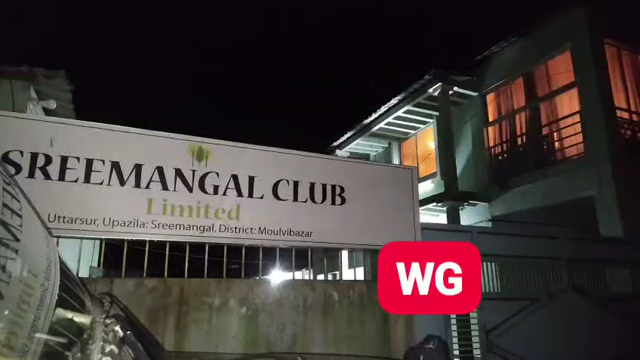 SREEMANGAL CLUB
Limited
Uttarsur, Upazila: Sreemangal, District: Moulvibazar
WG